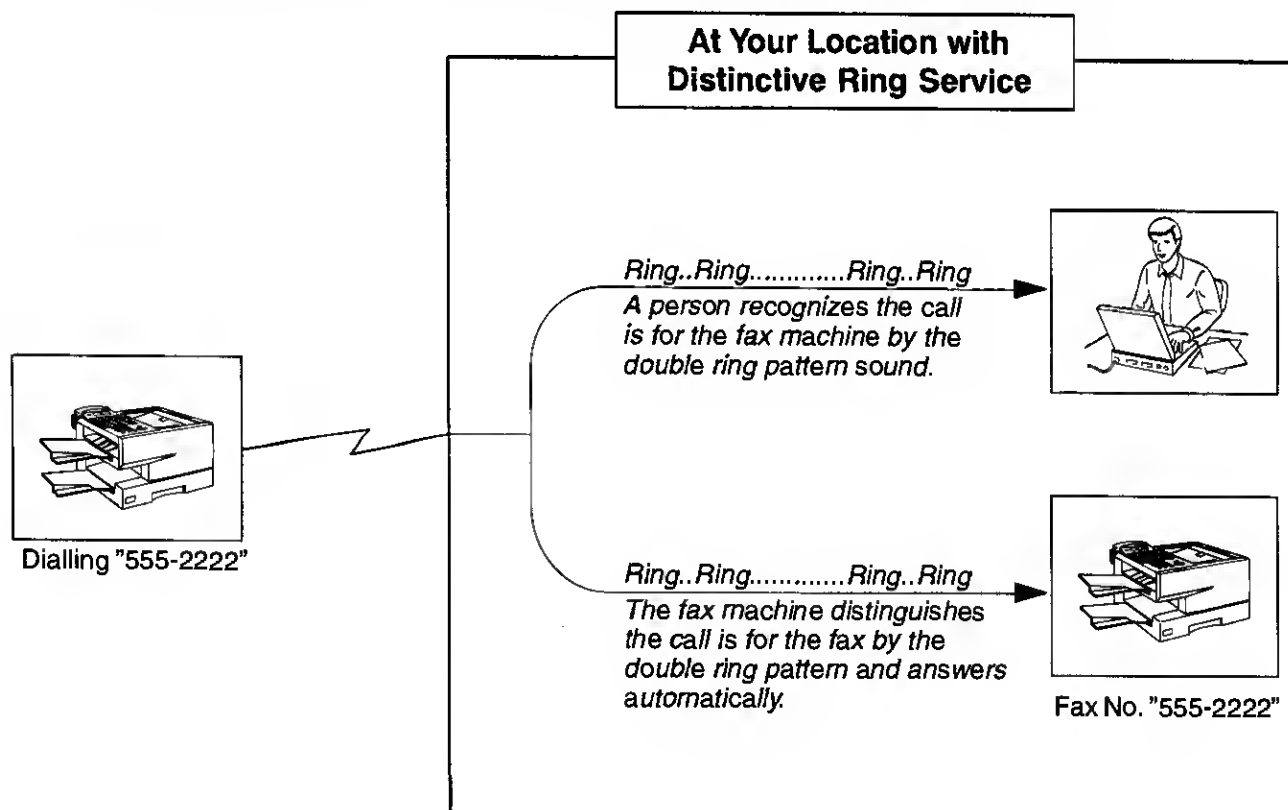 At Your Location with
Distinctive Ring Service
Ring..Ring.............Ring..Ring
A person recognizes the call
is for the fax machine by the
double ring pattern sound.
Dialling "555-2222"
Ring..Ring.............Ring..Ring
The fax machine distinguishes
the call is for the fax by the
double ring pattern and answers
automatically.
Fax No. "555-2222"